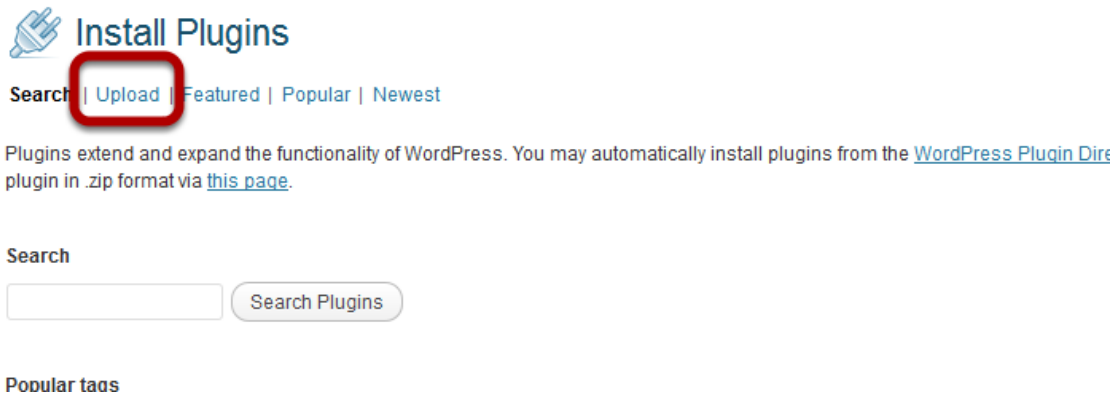 Install Plugins
Search | Upload | Featured | Popular | Newest
Plugins extend and expand the functionality of WordPress. You may automatically install plugins from the WordPress Plugin Dire
plugin in .zip format via this page.
Search
Search Plugins
Popular tags